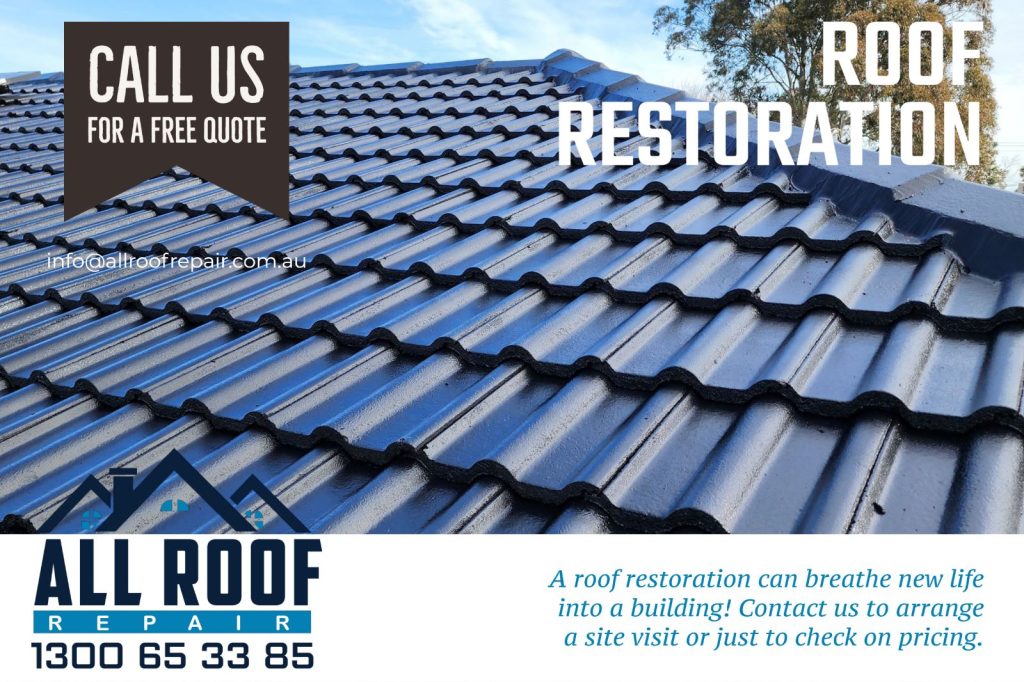 CALL US
FOR A FREE QUOTE
ROOF
RESTORATION
info@allroofrepair.com.au
ALL ROOF
REPAIR
1300 65 33 85
A roof restoration can breathe new life
into a building! Contact us to arrange
a site visit or just to check on pricing.